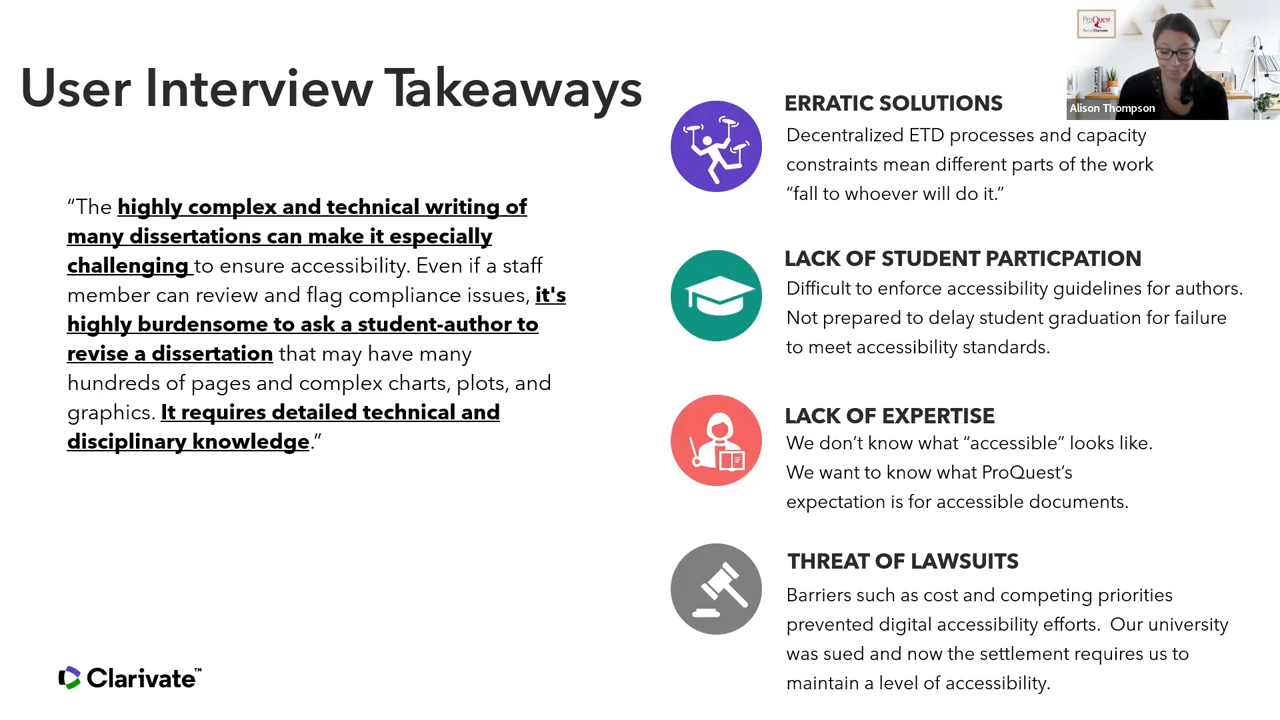 User Interview Takeaways
“The highly complex and technical writing of
many dissertations can make it especially
challenging to ensure accessibility. Even if a staff
member can review and flag compliance issues, it's
highly burdensome to ask a student-author to
revise a dissertation that may have many
hundreds of pages and complex charts, plots, and
graphics. It requires detailed technical and
disciplinary knowledge.”
ERRATIC SOLUTIONS
Decentralized ETD processes and capacity
constraints mean different parts of the work
“fall to whoever will do it.”
LACK OF STUDENT PARTICPATION
Difficult to enforce accessibility guidelines for authors.
Not prepared to delay student graduation for failure
to meet accessibility standards.
LACK OF EXPERTISE
We don’t know what “accessible” looks like.
We want to know what ProQuest’s
expectation is for accessible documents.
THREAT OF LAWSUITS
Barriers such as cost and competing priorities
prevented digital accessibility efforts. Our university
was sued and now the settlement requires us to
maintain a level of accessibility.
Clarivate™
ProQuest
Part of Clarivate
Alison Thompson